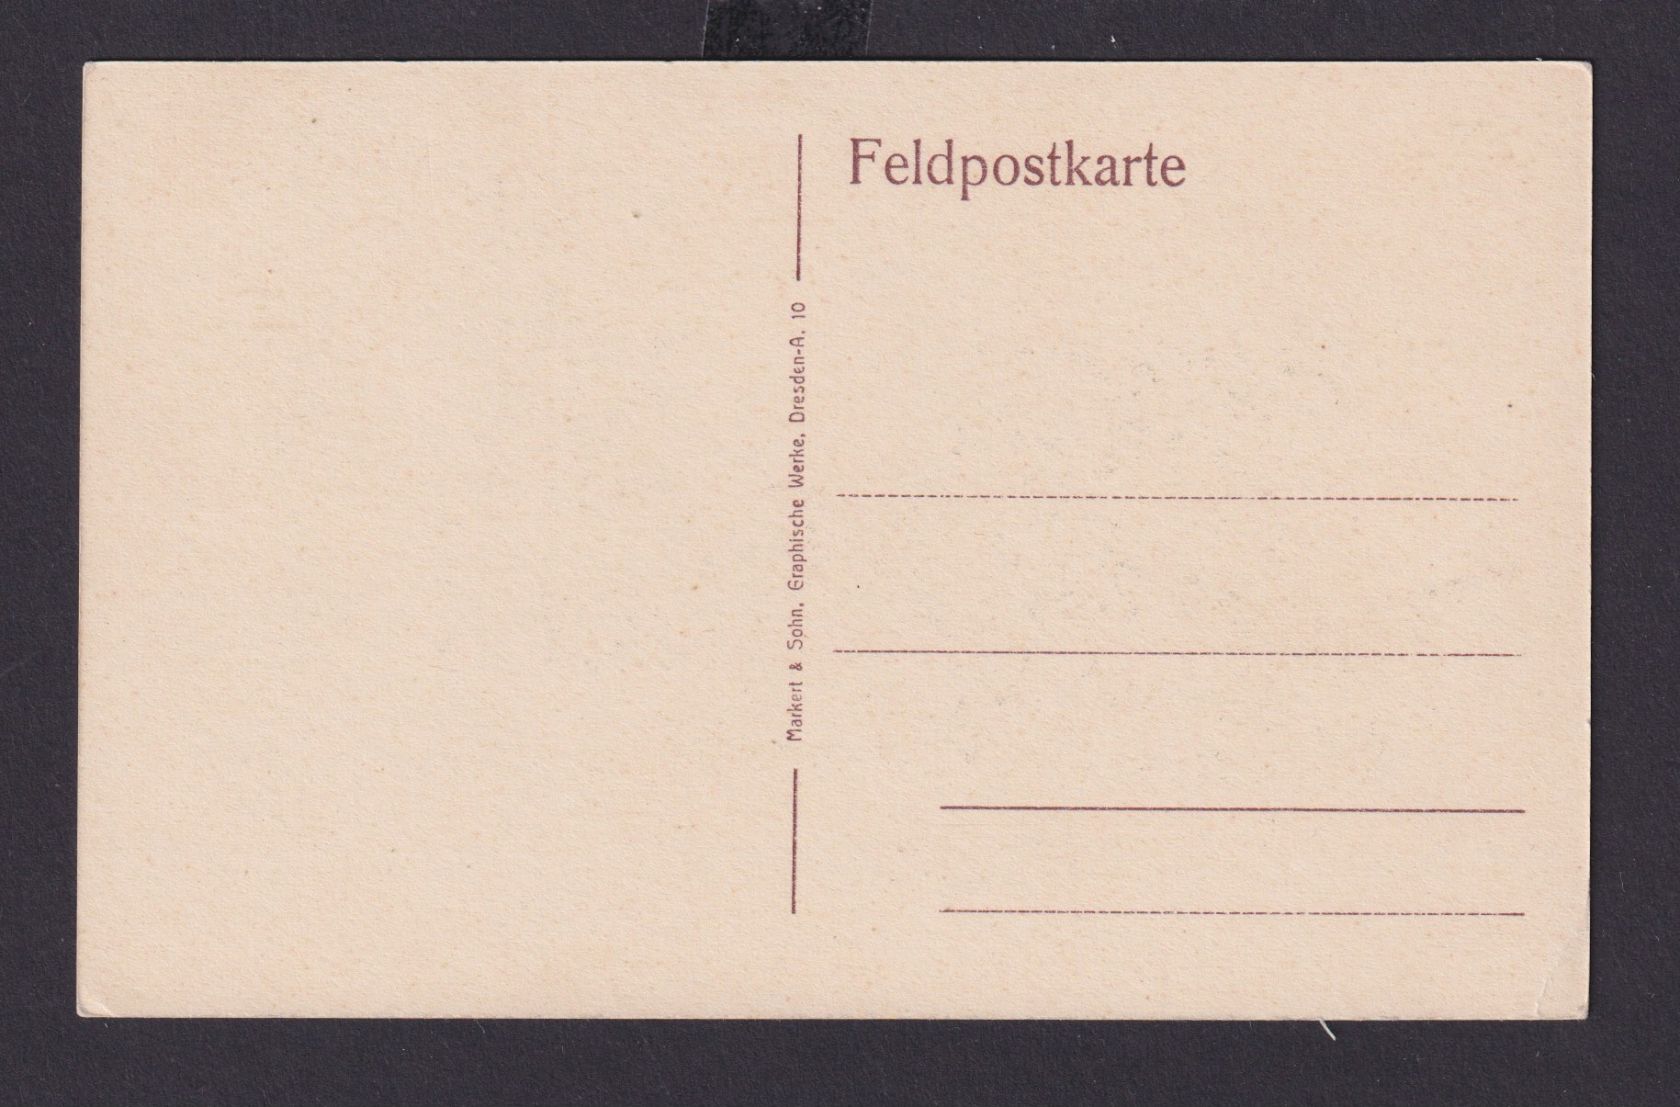 Feldpostkarte
Markert & Sohn, Graphische Werke, Dresden-A. 10